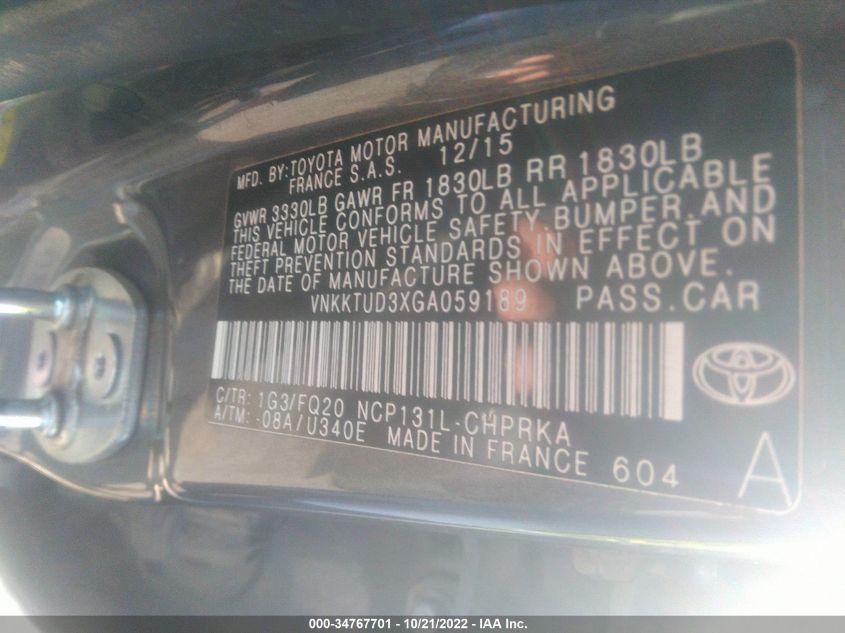 MFD. BY:TOYOTA MOTOR MANUFACTURING
FRANCE S.A.S. 12/15
GVWR 3330LB GAWR FR 1830LB RR 1830LB
THIS VEHICLE CONFORMS TO ALL APPLICABLE
FEDERAL MOTOR VEHICLE SAFETY, BUMPER, AND
THEFT PREVENTION STANDARDS IN EFFECT ON
THE DATE OF MANUFACTURE SHOWN ABOVE.
VNKKTUD3XGA059189 PASS.CAR
C/TR: 1G3/FQ20 NCP131L-CHPRKA
A/TM: -08A/U340E MADE IN FRANCE 604
A
000-34767701 - 10/21/2022 - IAA Inc.